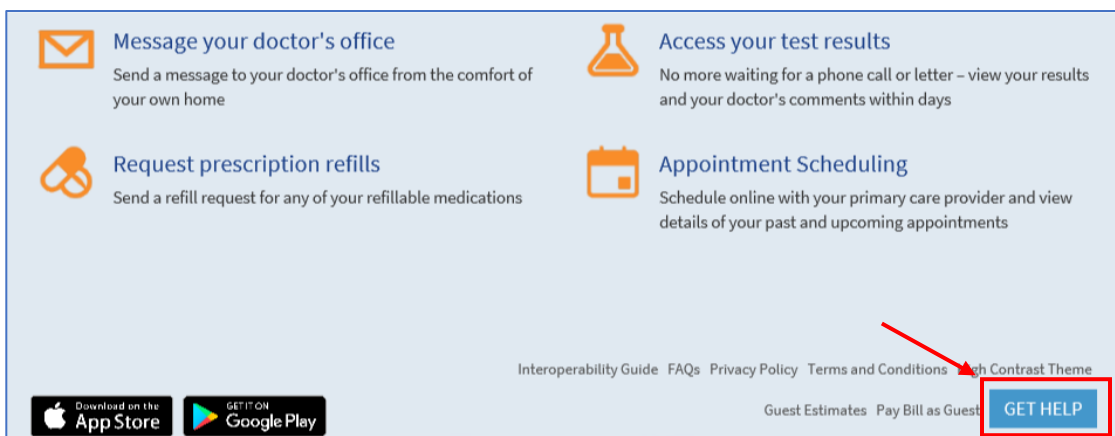 Message your doctor's office
Send a message to your doctor's office from the comfort of
your own home
Access your test results
No more waiting for a phone call or letter – view your results
and your doctor's comments within days
Request prescription refills
Send a refill request for any of your refillable medications
Appointment Scheduling
Schedule online with your primary care provider and view
details of your past and upcoming appointments
Interoperability Guide FAQs Privacy Policy Terms and Conditions High Contrast Theme
Download on the
App Store
GET IT ON
Google Play
Guest Estimates Pay Bill as Guest
GET HELP